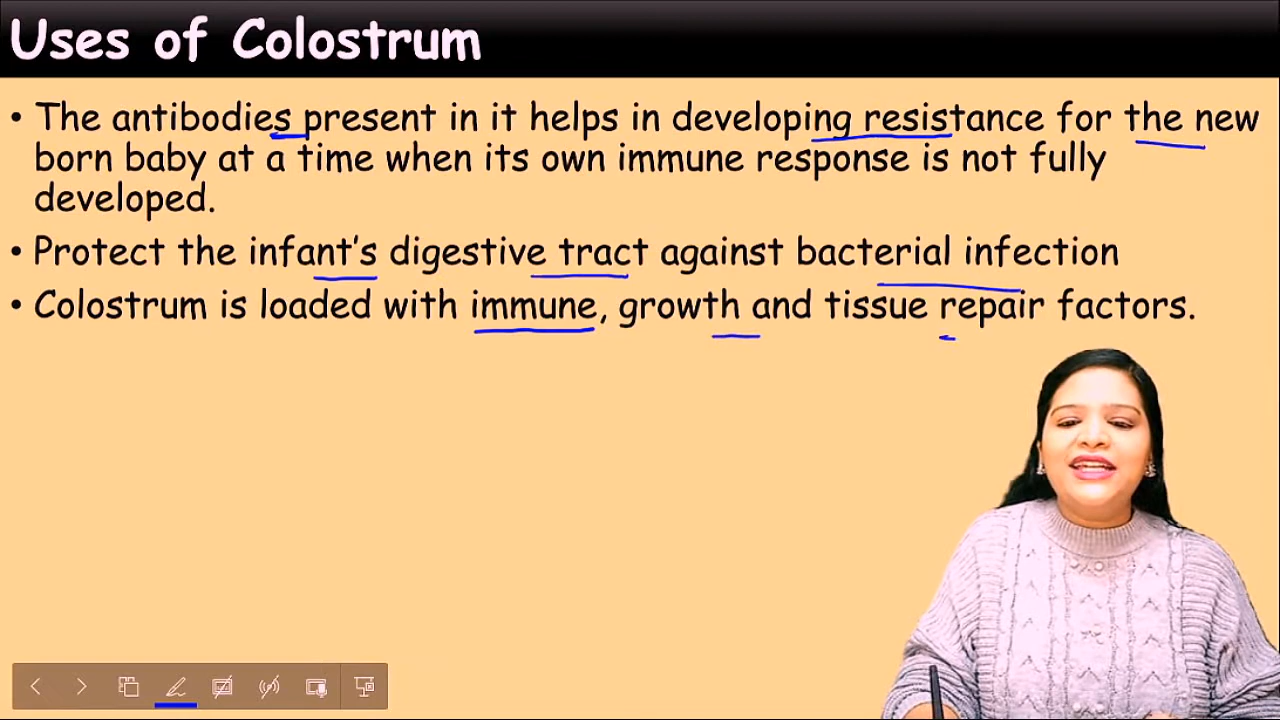 Uses of Colostrum
• The antibodies present in it helps in developing resistance for the new
born baby at a time when its own immune response is not fully
developed.
• Protect the infant's digestive tract against bacterial infection
• Colostrum is loaded with immune, growth and tissue repair factors.